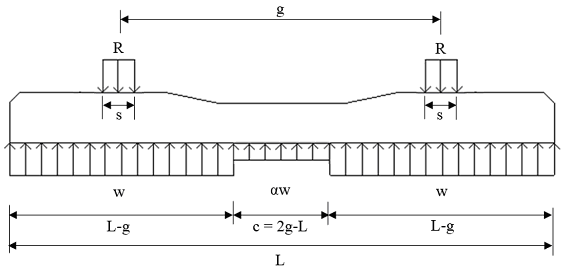 g
R R
s s
w αw w
L-g c = 2g-L L-g
L